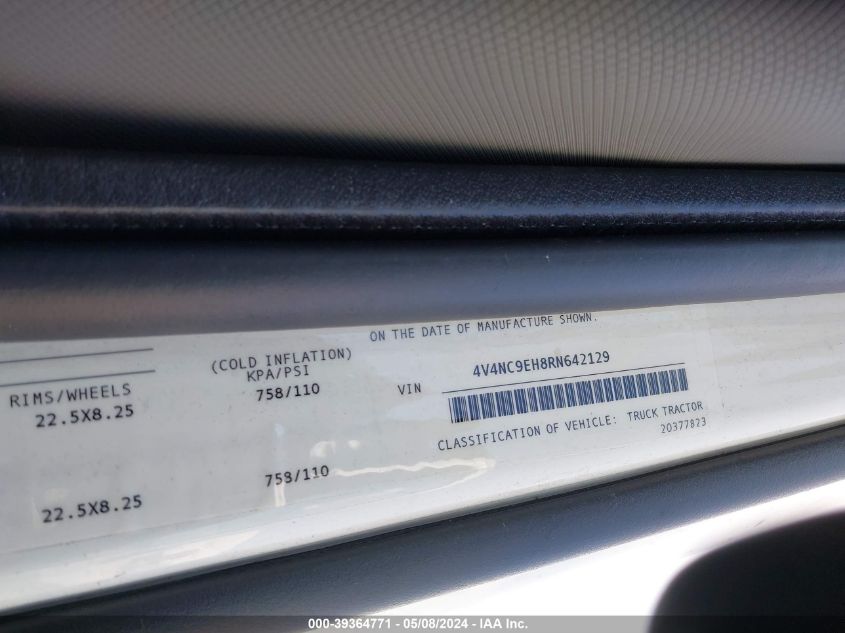 ON THE DATE OF MANUFACTURE SHOWN.
(COLD INFLATION)
KPA/PSI
RIMS/WHEELS
4V4NC9EH8RN642129
VIN
758/110
22.5X8.25
CLASSIFICATION OF VEHICLE: TRUCK TRACTOR
20377823
758/110
22.5X8.25
000-39364771 - 05/08/2024 - IAA Inc.